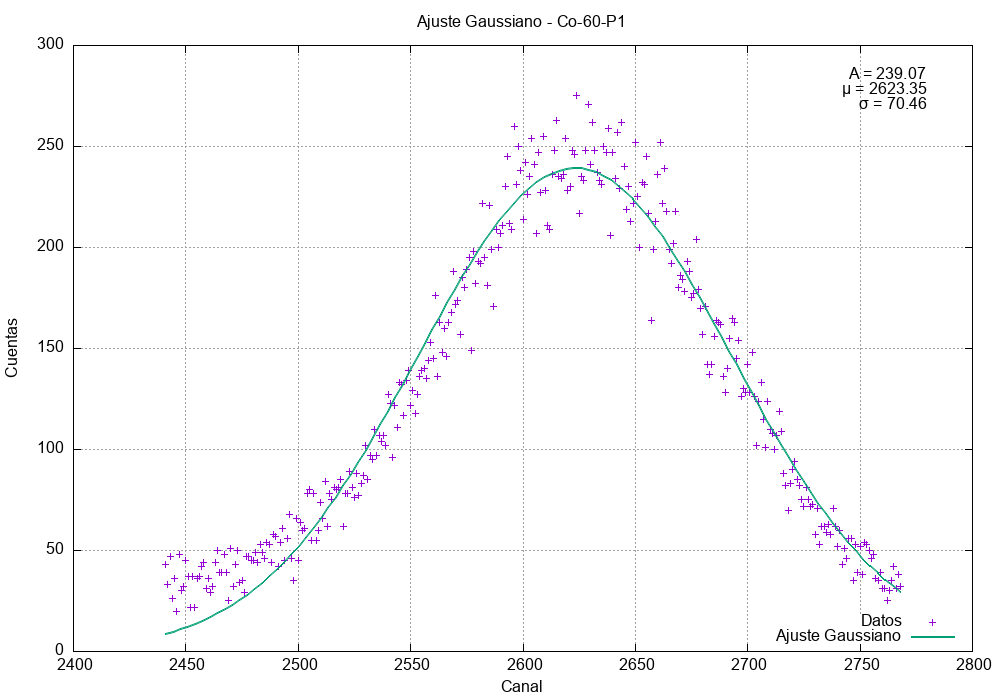 Ajuste Gaussiano - Co-60-P1
A = 239.07
μ = 2623.35
σ = 70.46
Cuentas
300
250
200
150
100
50
0
2400 2450 2500 2550 2600 2650 2700 2750 2800
Canal
Datos
Ajuste Gaussiano